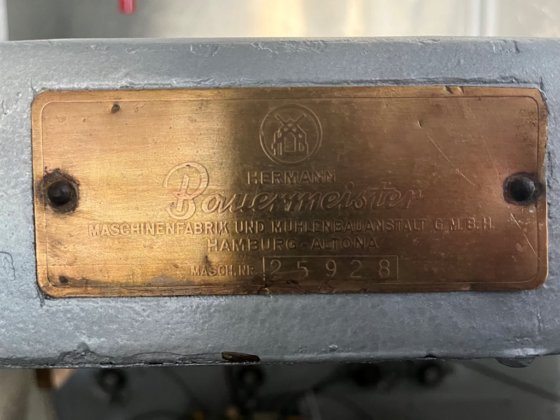 HERMANN
Bauermeister
MASCHINENFABRIK UND MÜHLENBAUANSTALT G.M.B.H.
HAMBURG-ALTONA
MASCH.NR. 25928